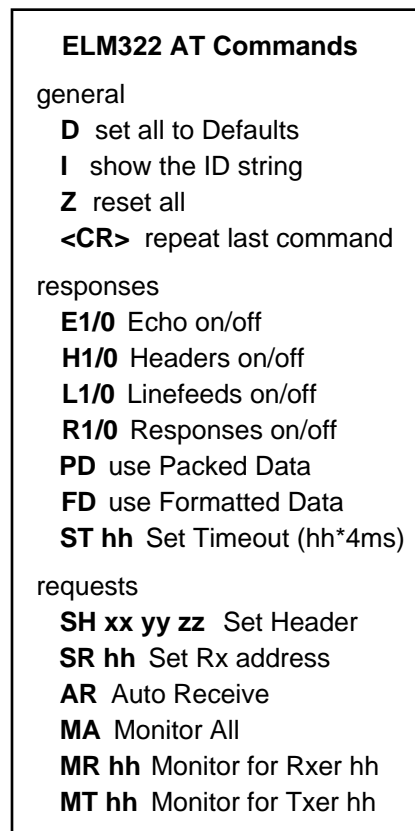 ELM322 AT Commands
general
D set all to Defaults
I show the ID string
Z reset all
<CR> repeat last command
responses
E1/0 Echo on/off
H1/0 Headers on/off
L1/0 Linefeeds on/off
R1/0 Responses on/off
PD use Packed Data
FD use Formatted Data
ST hh Set Timeout (hh*4ms)
requests
SH xx yy zz Set Header
SR hh Set Rx address
AR Auto Receive
MA Monitor All
MR hh Monitor for Rxer hh
MT hh Monitor for Txer hh